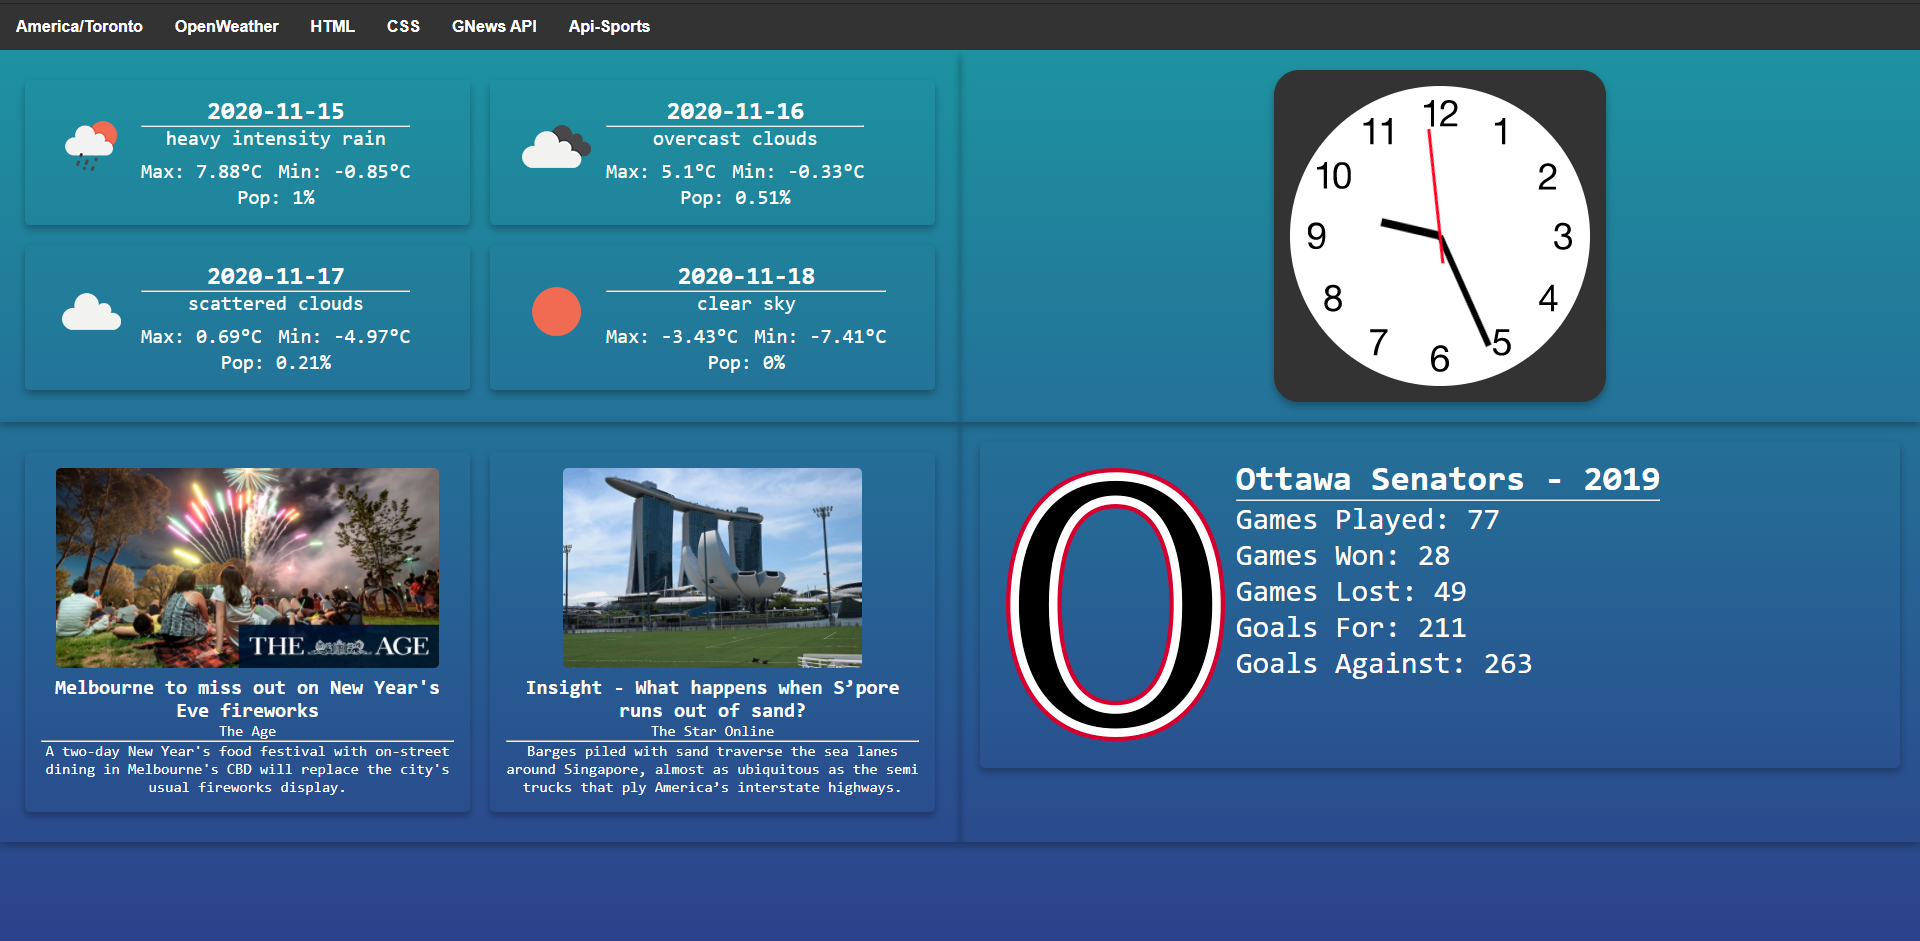 America/Toronto OpenWeather HTML CSS GNews API Api-Sports
2020-11-15
heavy intensity rain
Max: 7.88°C Min: -0.85°C
Pop: 1%
2020-11-16
overcast clouds
Max: 5.1°C Min: -0.33°C
Pop: 0.51%
2020-11-17
scattered clouds
Max: 0.69°C Min: -4.97°C
Pop: 0.21%
2020-11-18
clear sky
Max: -3.43°C Min: -7.41°C
Pop: 0%
12
1
2
3
4
5
6
7
8
9
10
11
THE AGE
Melbourne to miss out on New Year's
Eve fireworks
The Age
A two-day New Year's food festival with on-street
dining in Melbourne's CBD will replace the city's
usual fireworks display.
Insight - What happens when S’pore
runs out of sand?
The Star Online
Barges piled with sand traverse the sea lanes
around Singapore, almost as ubiquitous as the semi
trucks that ply America’s interstate highways.
O
Ottawa Senators - 2019
Games Played: 77
Games Won: 28
Games Lost: 49
Goals For: 211
Goals Against: 263